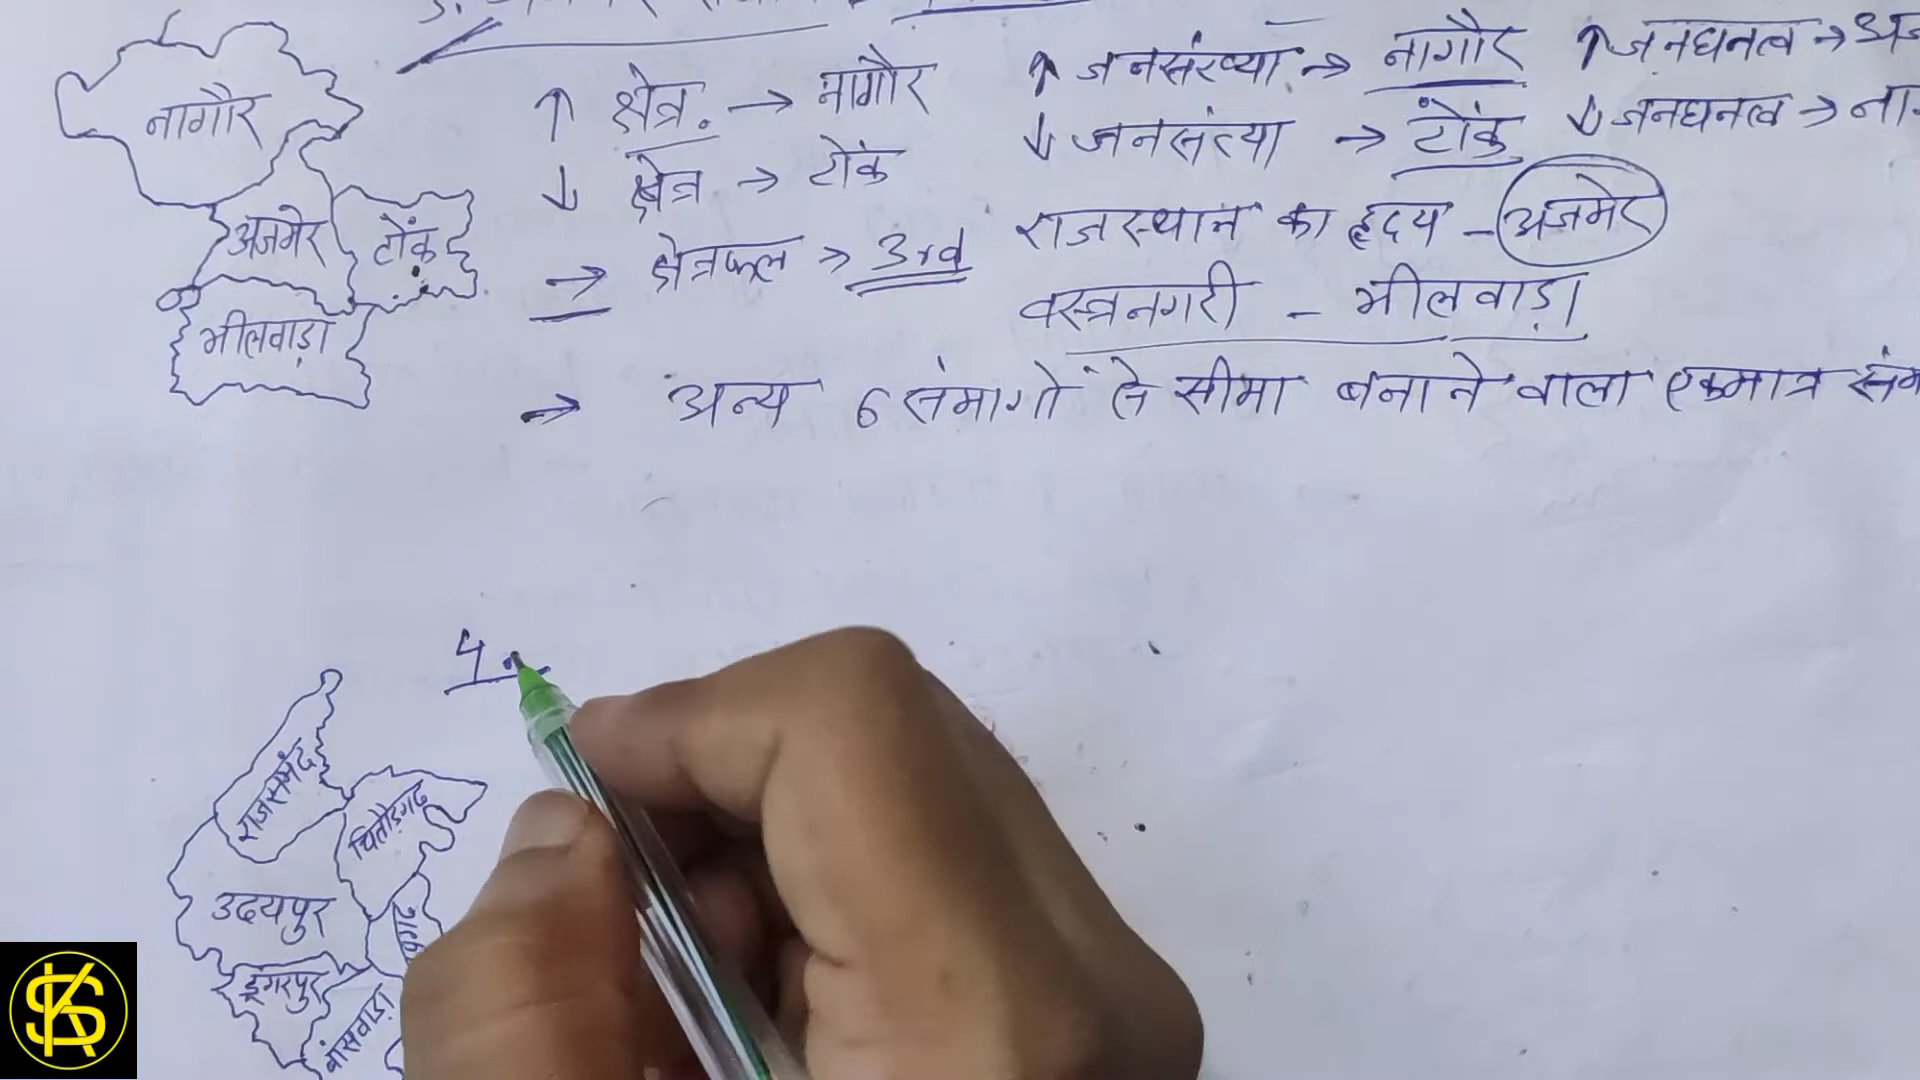 नागौर
अजमेर
टोंक
भीलवाड़ा
↑ क्षेत्र. → नागौर
↓ क्षेत्र → टोंक
→ क्षेत्रफल → 3rd
↑ जनसंख्या → नागौर
↓ जनसंख्या → टोंक
↑ जनघनत्व →
↓ जनघनत्व →
राजस्थान का हृदय - अजमेर
वस्त्रनगरी - भीलवाड़ा
→ अन्य 6 संभागों से सीमा बनाने वाला एकमात्र
4.
राजसमंद
चितौड़गढ
उदयपुर
डूंगरपुर
बांसवाड़ा
KS